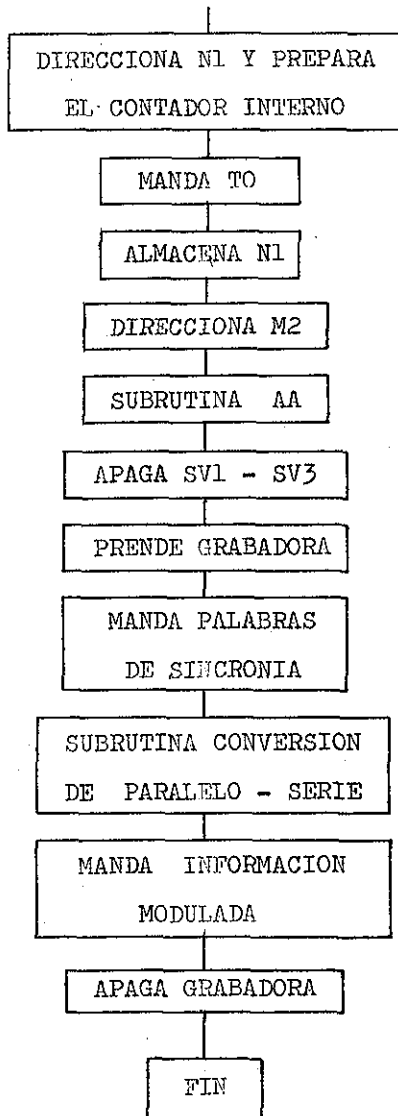 DIRECCIONA N1 Y PREPARA
EL CONTADOR INTERNO
MANDA TO
ALMACENA N1
DIRECCIONA M2
SUBRUTINA AA
APAGA SV1 - SV3
PRENDE GRABADORA
MANDA PALABRAS
DE SINCRONIA
SUBRUTINA CONVERSION
DE PARALELO - SERIE
MANDA INFORMACION
MODULADA
APAGA GRABADORA
FIN